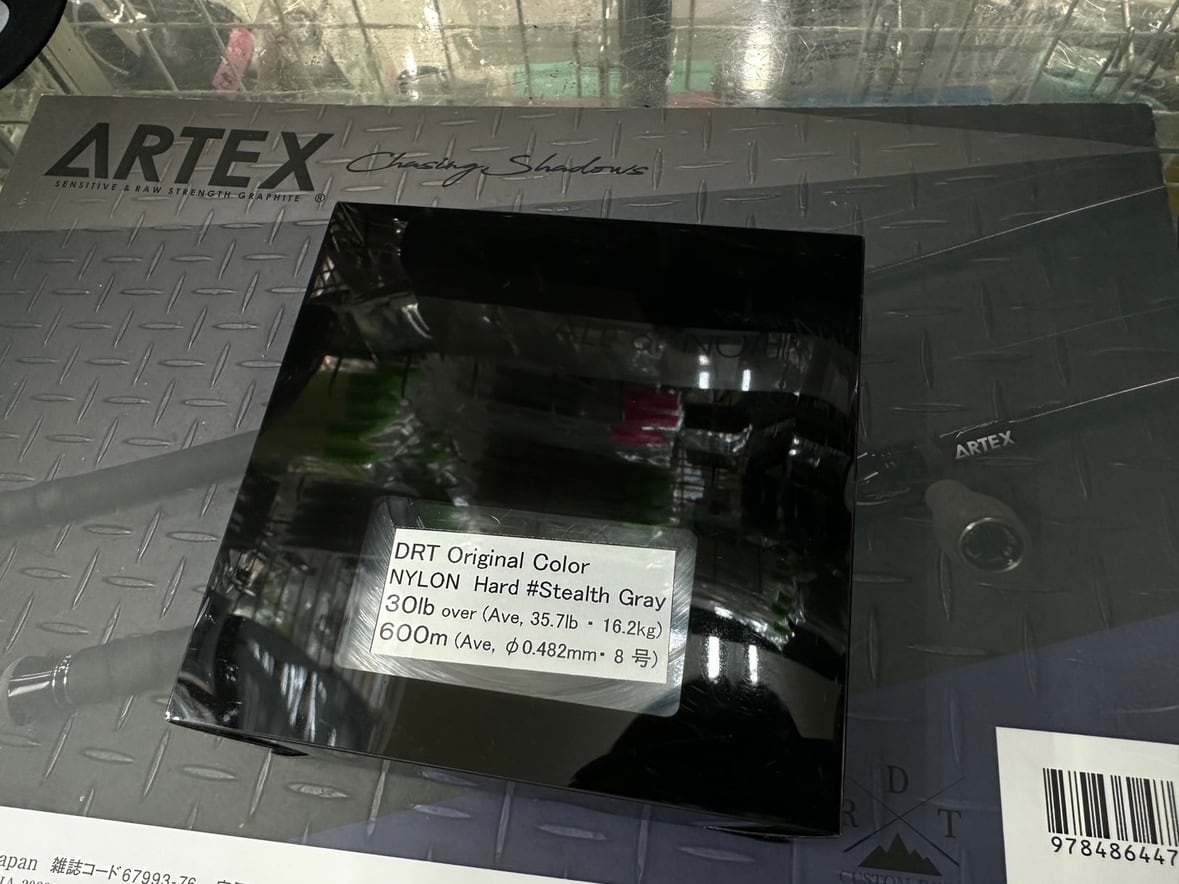 ARTEX
Chasing Shadows
SENSITIVE & RAW STRENGTH GRAPHITE ®
ARTEX
DRT Original Color
NYLON Hard #Stealth Gray
30lb over (Ave, 35.7lb・16.2kg)
600m (Ave, φ0.482mm・8 号)
D
R T
CUSTOM
978486447
apan 雑誌コード67993-76